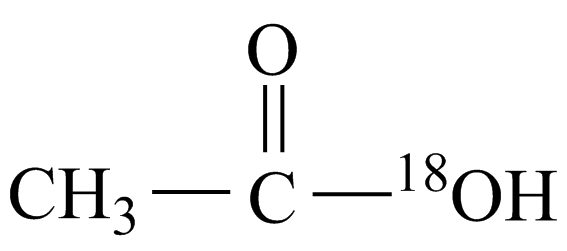 O
CH₃ — C — ¹⁸OH